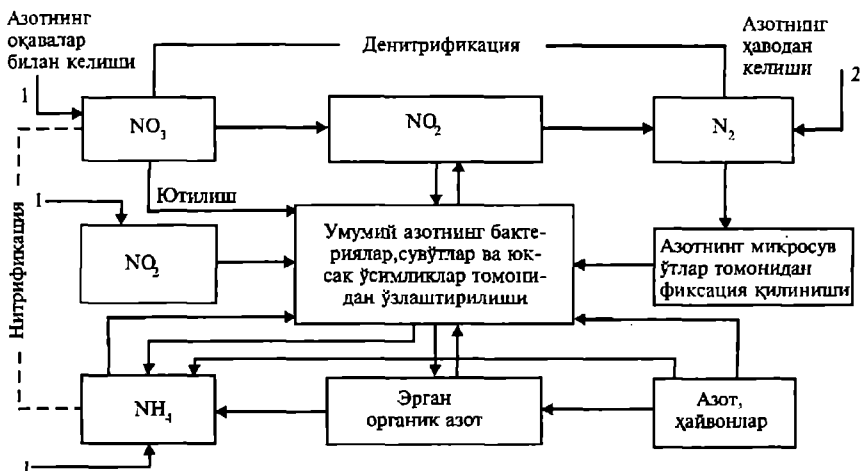 Азотнинг
оқавалар
билан келиши
Денитрификация
Азотнинг
ҳаводан
келиши
1
2
NO3
NO2
N2
Ютилиш
Нитрификация
1
NO2
Умумий азотнинг бакте-
риялар,сувўтлар ва юк-
сак ўсимликлар томони-
дан ўзлаштирилиши
Азотнинг микросув
ўтлар томонидан
фиксация қилиниши
NH4
Эрган
органик азот
Азот,
ҳайвонлар
1